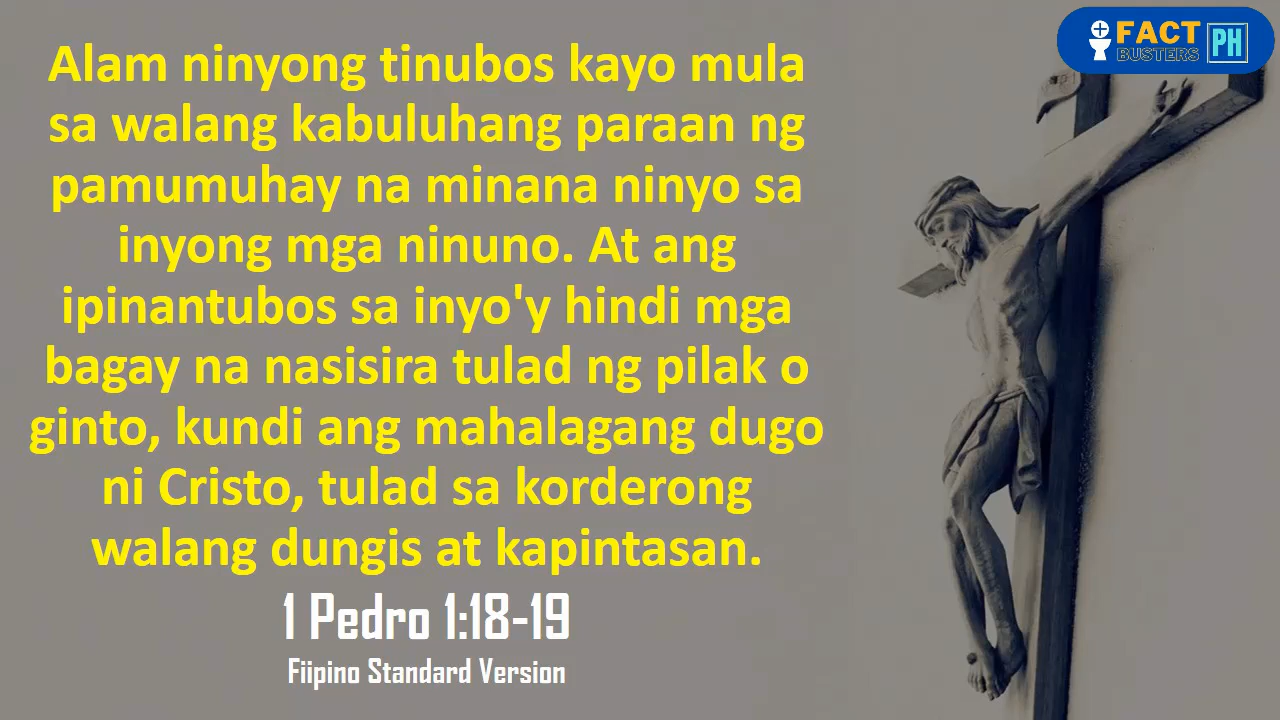 FACT
BUSTERS
PH
Alam ninyong tinubos kayo mula
sa walang kabuluhang paraan ng
pamumuhay na minana ninyo sa
inyong mga ninuno. At ang
ipinantubos sa inyo'y hindi mga
bagay na nasisira tulad ng pilak o
ginto, kundi ang mahalagang dugo
ni Cristo, tulad sa korderong
walang dungis at kapintasan.
1 Pedro 1:18-19
Fiipino Standard Version